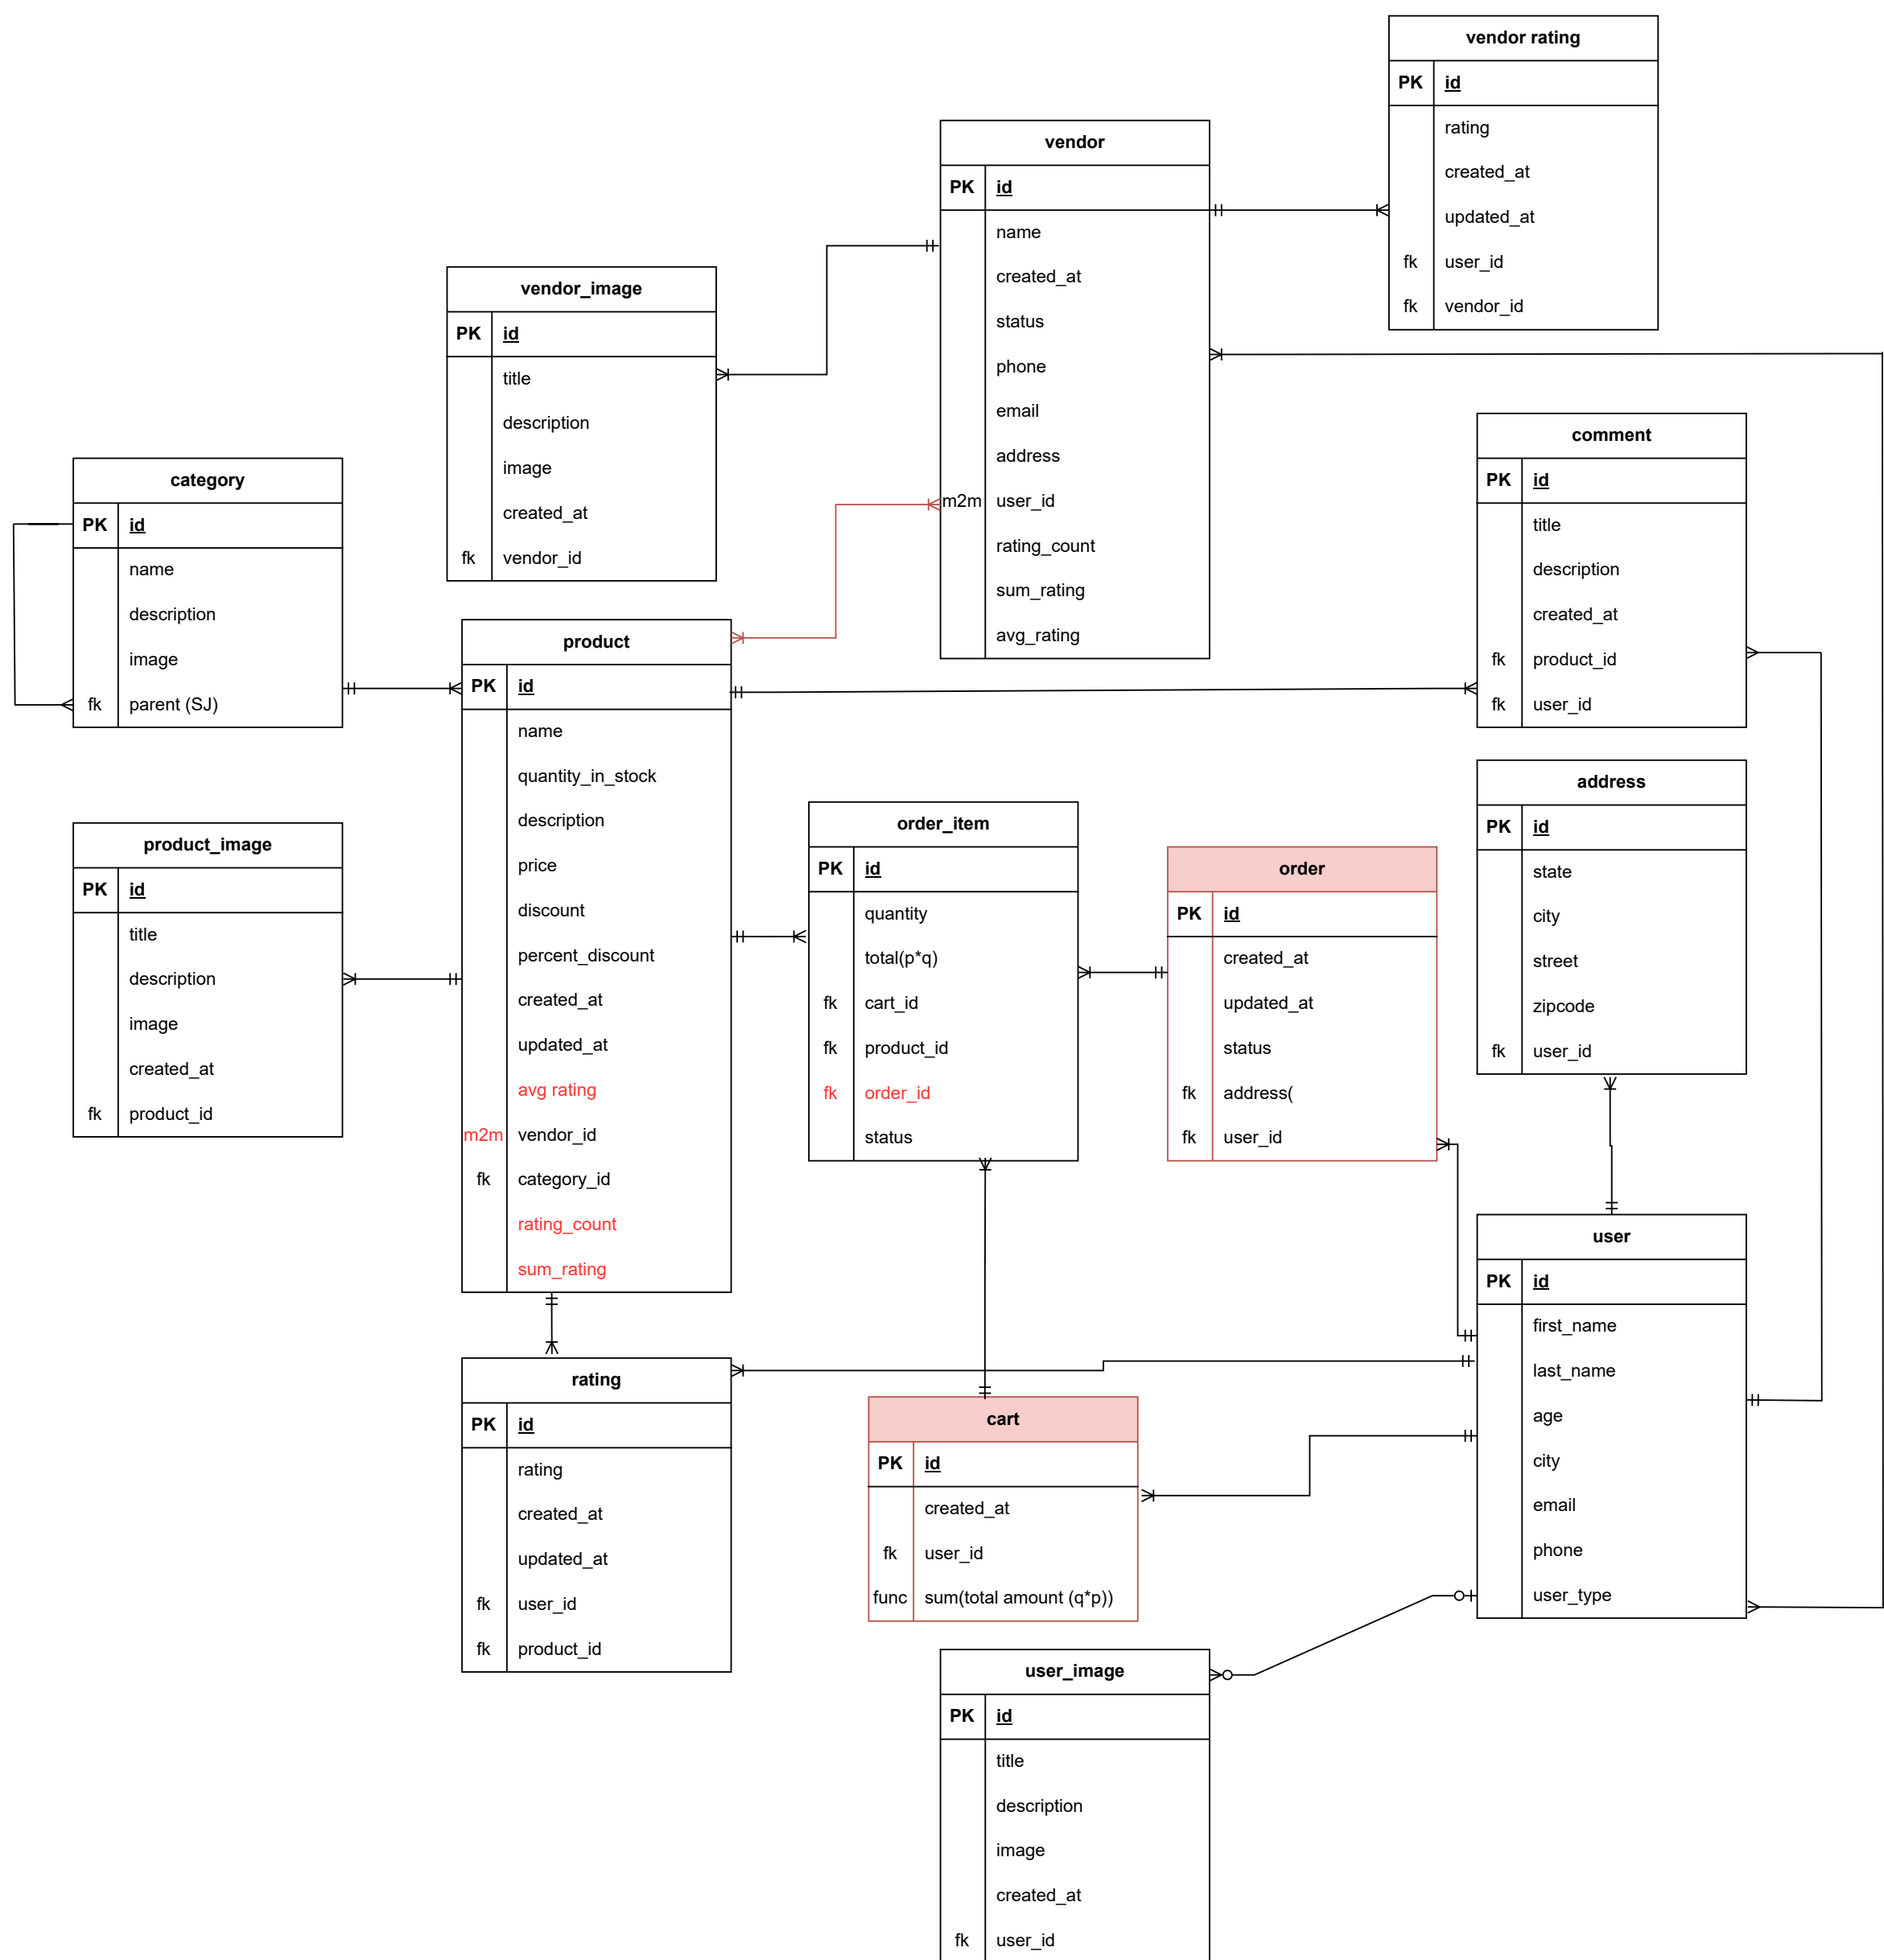 vendor rating
PK id
rating
created_at
updated_at
fk user_id
fk vendor_id
vendor
PK id
name
created_at
status
phone
email
address
m2m user_id
rating_count
sum_rating
avg_rating
vendor_image
PK id
title
description
image
created_at
fk vendor_id
comment
PK id
title
description
created_at
fk product_id
fk user_id
category
PK id
name
description
image
fk parent (SJ)
product
PK id
name
quantity_in_stock
description
price
discount
percent_discount
created_at
updated_at
avg rating
m2m vendor_id
fk category_id
rating_count
sum_rating
address
PK id
state
city
street
zipcode
fk user_id
order_item
PK id
quantity
total(p*q)
fk cart_id
fk product_id
fk order_id
status
product_image
PK id
title
description
image
created_at
fk product_id
order
PK id
created_at
updated_at
status
fk address(
fk user_id
user
PK id
first_name
last_name
age
city
email
phone
user_type
rating
PK id
rating
created_at
updated_at
fk user_id
fk product_id
cart
PK id
created_at
fk user_id
func sum(total amount (q*p))
user_image
PK id
title
description
image
created_at
fk user_id